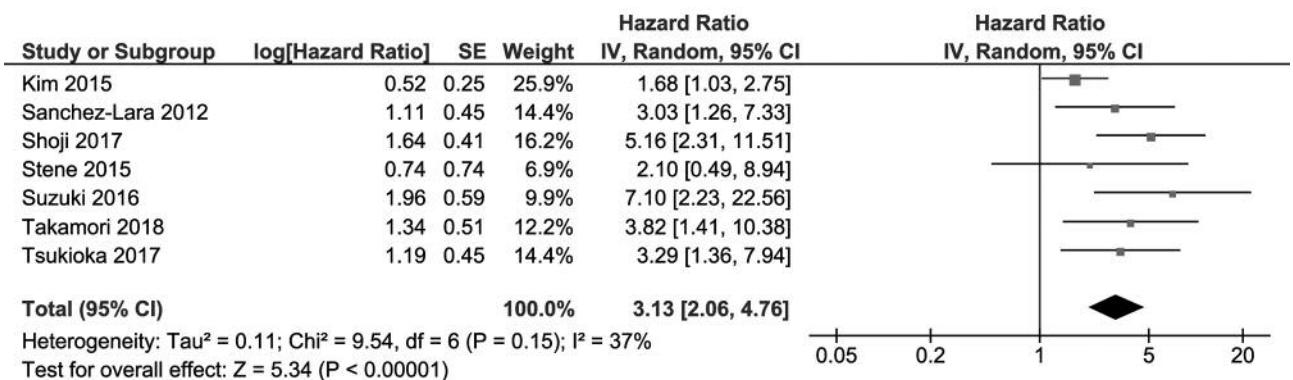 Hazard Ratio Hazard Ratio
Study or Subgroup log[Hazard Ratio] SE Weight IV, Random, 95% CI IV, Random, 95% CI
Kim 2015 0.52 0.25 25.9% 1.68 [1.03, 2.75]
Sanchez-Lara 2012 1.11 0.45 14.4% 3.03 [1.26, 7.33]
Shoji 2017 1.64 0.41 16.2% 5.16 [2.31, 11.51]
Stene 2015 0.74 0.74 6.9% 2.10 [0.49, 8.94]
Suzuki 2016 1.96 0.59 9.9% 7.10 [2.23, 22.56]
Takamori 2018 1.34 0.51 12.2% 3.82 [1.41, 10.38]
Tsukioka 2017 1.19 0.45 14.4% 3.29 [1.36, 7.94]
Total (95% CI) 100.0% 3.13 [2.06, 4.76]
Heterogeneity: Tau² = 0.11; Chi² = 9.54, df = 6 (P = 0.15); I² = 37%
0.05 0.2 1 5 20
Test for overall effect: Z = 5.34 (P < 0.00001)